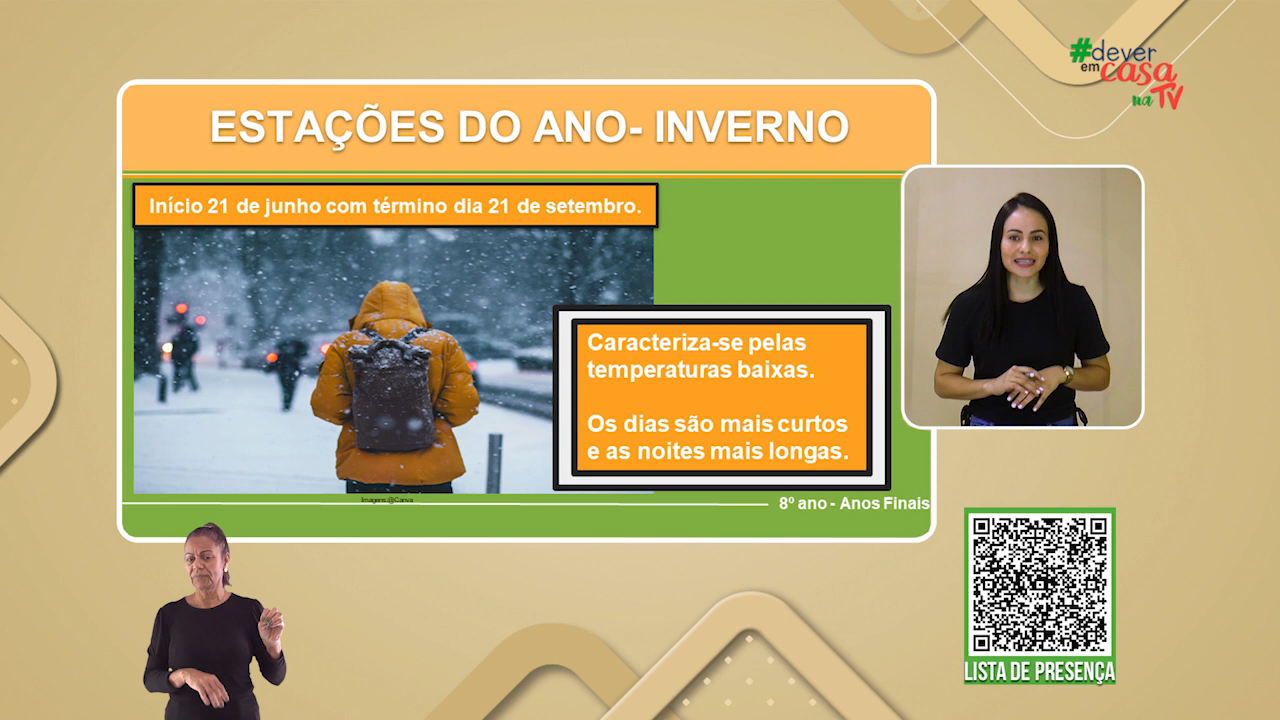 #dever
em casa
na TV
ESTAÇÕES DO ANO- INVERNO
Início 21 de junho com término dia 21 de setembro.
Caracteriza-se pelas
temperaturas baixas.
Os dias são mais curtos
e as noites mais longas.
Imagens.@Canva
8º ano - Anos Finais
LISTA DE PRESENÇA